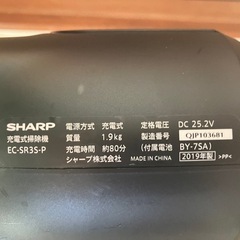 SHARP 電源方式 充電式 定格電圧 DC 25.2V
充電式掃除機 質量 1.9kg 製造番号 QJP103681
EC-SR3S-P 充電時間 約80分 (付属電池 BY-7SA)
シャープ株式会社 MADE IN CHINA 2019年製 >PP<